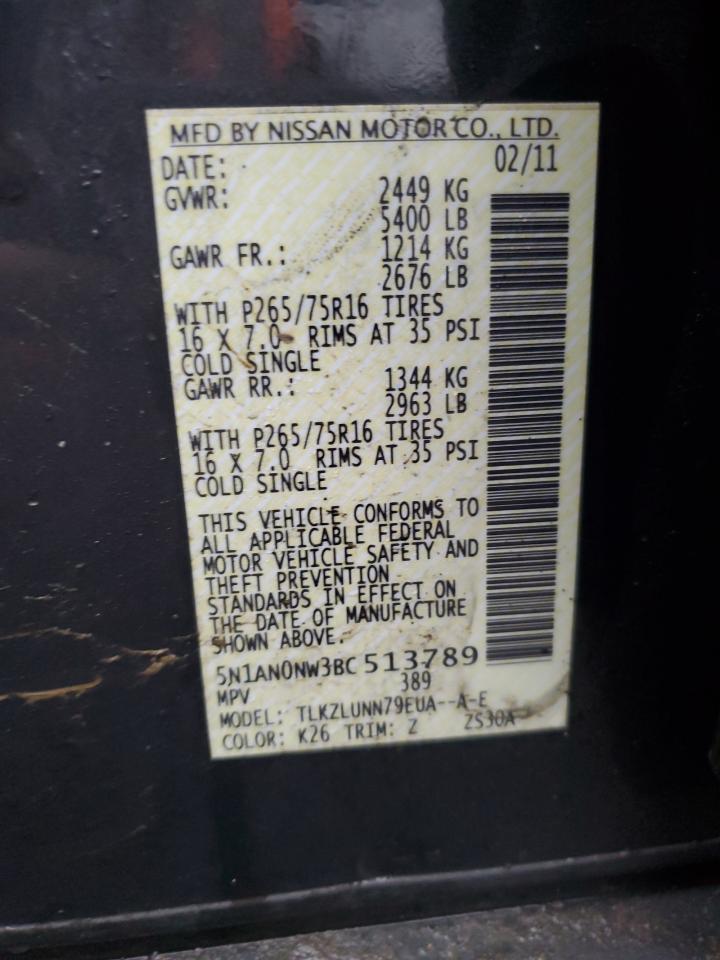 MFD BY NISSAN MOTOR CO., LTD.
DATE: 02/11
GVWR: 2449 KG
5400 LB
GAWR FR.: 1214 KG
2676 LB
WITH P265/75R16 TIRES
16 X 7.0 RIMS AT 35 PSI
COLD SINGLE
GAWR RR.: 1344 KG
2963 LB
WITH P265/75R16 TIRES
16 X 7.0 RIMS AT 35 PSI
COLD SINGLE
THIS VEHICLE CONFORMS TO
ALL APPLICABLE FEDERAL
MOTOR VEHICLE SAFETY AND
THEFT PREVENTION
STANDARDS IN EFFECT ON
THE DATE OF MANUFACTURE
SHOWN ABOVE.
5N1AN0NW3BC 513789
MPV 389
MODEL: TLKZLUNN79EUA--A-E
COLOR: K26 TRIM: Z ZS30A